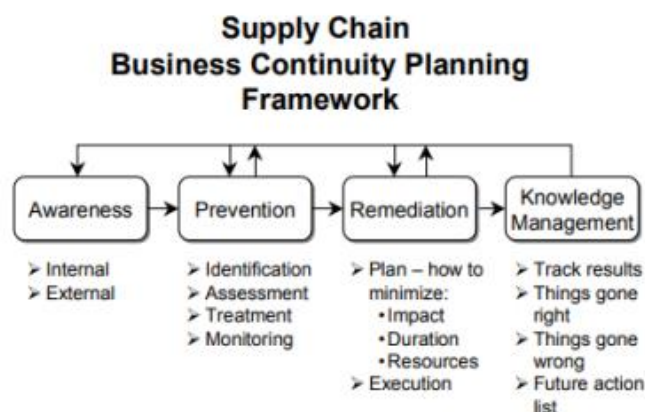 Supply Chain
Business Continuity Planning
Framework
Awareness
Prevention
Remediation
Knowledge
Management
➢ Internal
➢ External
➢ Identification
➢ Assessment
➢ Treatment
➢ Monitoring
➢ Plan – how to
minimize:
• Impact
• Duration
• Resources
➢ Execution
➢ Track results
➢ Things gone
right
➢ Things gone
wrong
➢ Future action
list